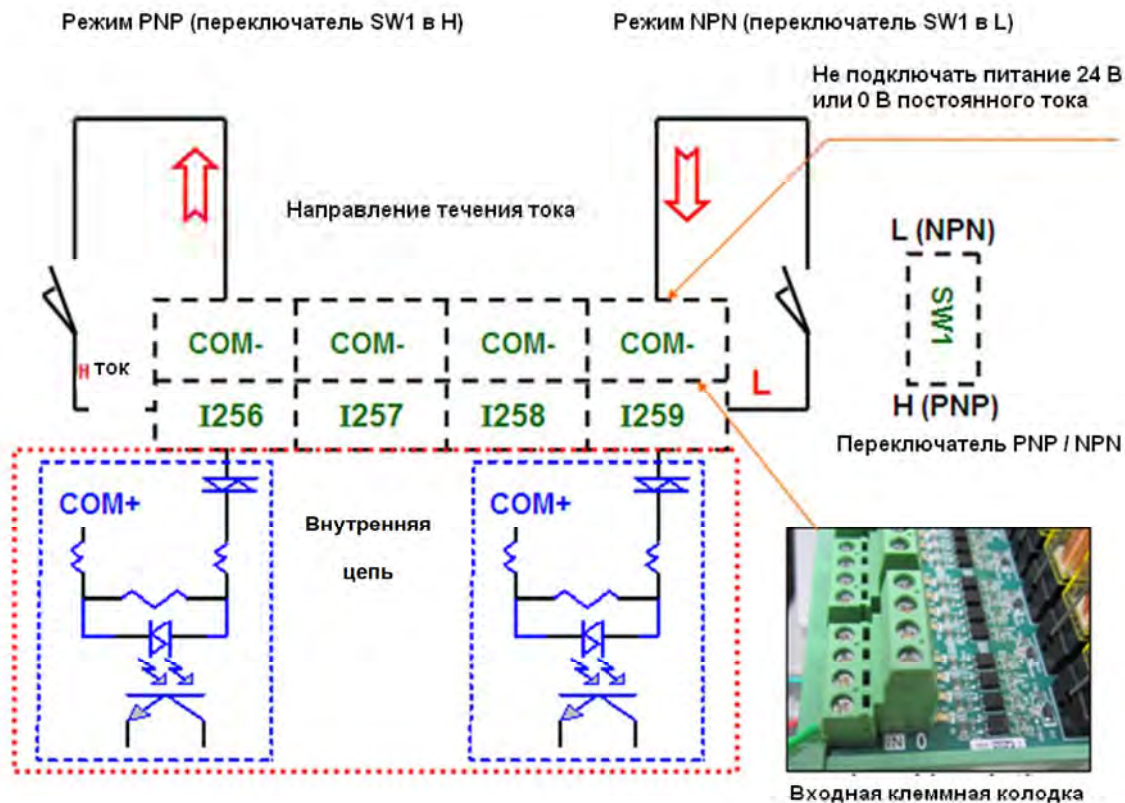 Режим PNP (переключатель SW1 в H)
Режим NPN (переключатель SW1 в L)
Не подключать питание 24 В
или 0 В постоянного тока
Направление течения тока
L (NPN)
SW1
H (PNP)
Переключатель PNP / NPN
H ток
COM-
COM-
COM-
COM-
L
I256
I257
I258
I259
COM+
Внутренняя
цепь
COM+
IN 0
Входная клеммная колодка